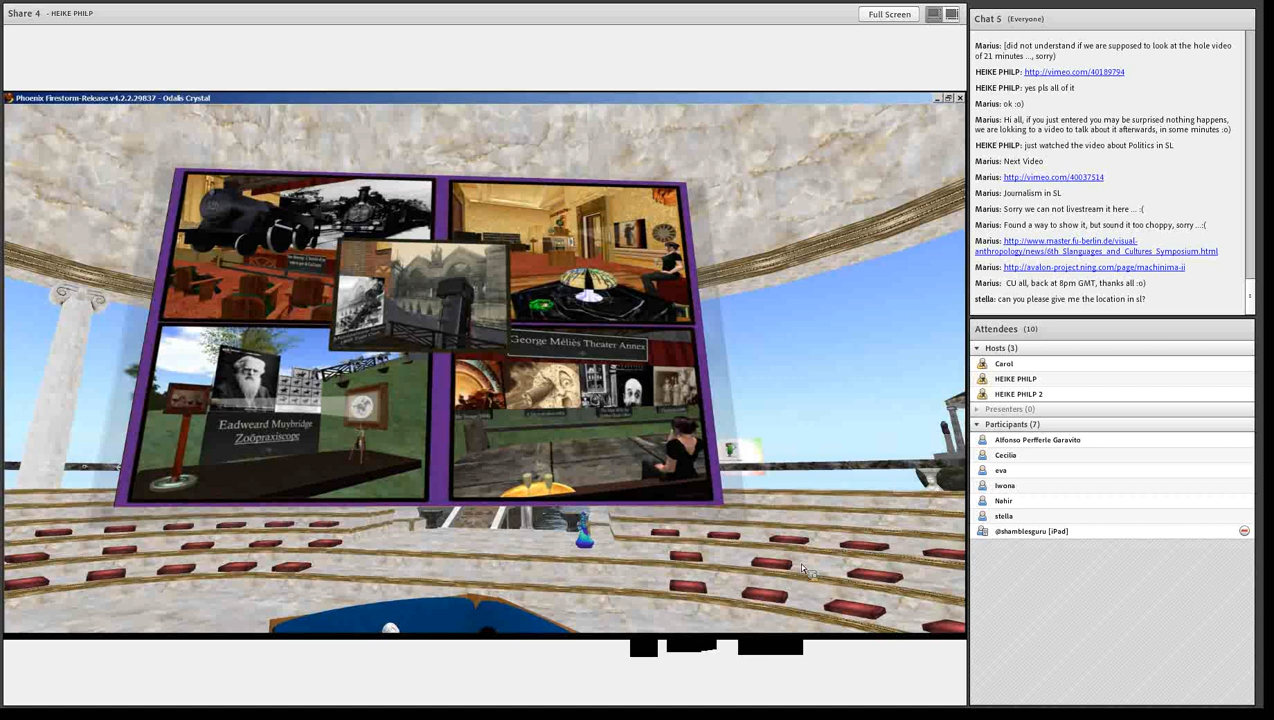 Share 4 - HEIKE PHILP
Full Screen
Phoenix Firestorm-Release v4.2.2.29837 - Odalis Crystal
George Méliès Theater Annex
Eadweard Muybridge
Zoöpraxiscope
Chat 5 (Everyone)
Marius: [did not understand if we are supposed to look at the hole video
of 21 minutes ..., sorry)
HEIKE PHILP: http://vimeo.com/40189794
HEIKE PHILP: yes pls all of it
Marius: ok :o)
Marius: Hi all, if you just entered you may be surprised nothing happens,
we are lokking to a video to talk about it afterwards, in some minutes :o)
HEIKE PHILP: just watched the video about Politics in SL
Marius: Next Video
Marius: http://vimeo.com/40037514
Marius: Journalism in SL
Marius: Sorry we can not livestream it here ... :(
Marius: Found a way to show it, but sound it too choppy, sorry ...:(
Marius: http://www.master.fu-berlin.de/visual-
anthropology/news/6th_Slanguages_and_Cultures_Symposium.html
Marius: http://avalon-project.ning.com/page/machinima-ii
Marius: CU all, back at 8pm GMT, thanks all :o)
stella: can you please give me the location in sl?
Attendees (10)
Hosts (3)
Carol
HEIKE PHILP
HEIKE PHILP 2
Presenters (0)
Participants (7)
Alfonso Perfferle Garavito
Cecilia
eva
Iwona
Nahir
stella
@shamblesguru [iPad]